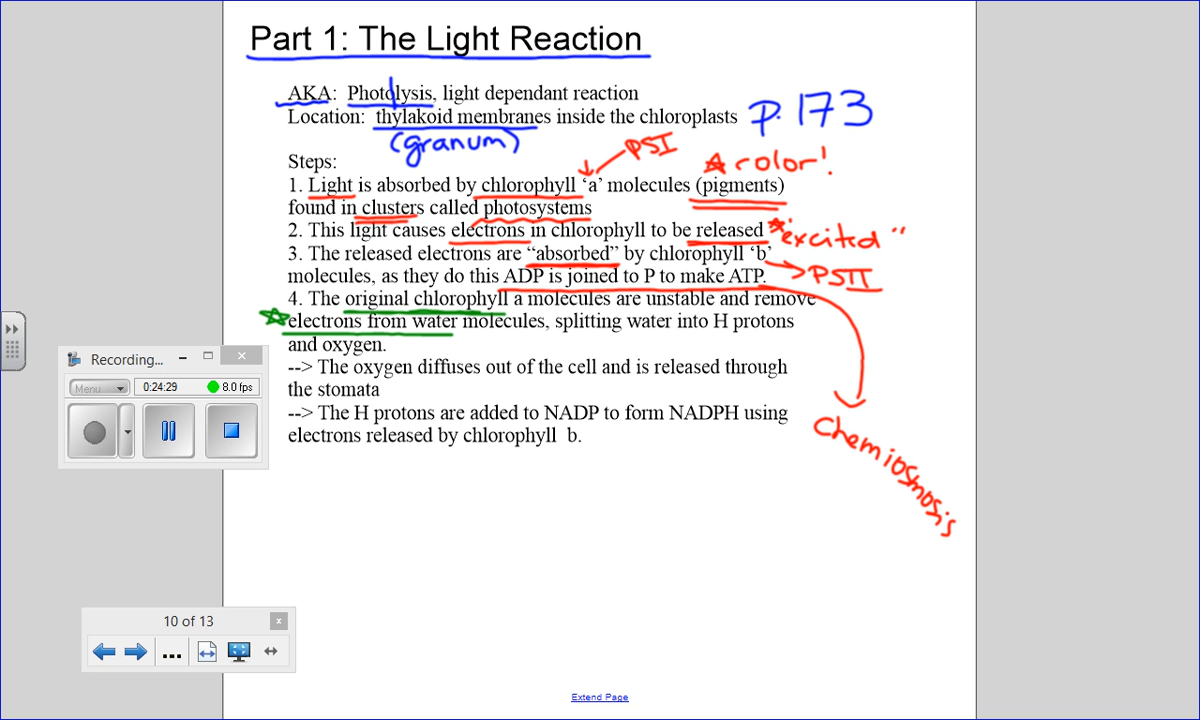 Part 1: The Light Reaction
AKA: Photolysis, light dependant reaction
Location: thylakoid membranes inside the chloroplasts
p. 173
(granum)
PSI
color!
Steps:
1. Light is absorbed by chlorophyll ‘a’ molecules (pigments)
found in clusters called photosystems
2. This light causes electrons in chlorophyll to be released
"excited"
3. The released electrons are “absorbed” by chlorophyll ‘b’
molecules, as they do this ADP is joined to P to make ATP.
PSII
4. The original chlorophyll a molecules are unstable and remove
electrons from water molecules, splitting water into H protons
and oxygen.
--> The oxygen diffuses out of the cell and is released through
the stomata
--> The H protons are added to NADP to form NADPH using
electrons released by chlorophyll b.
Chemiosmosis
Recording...
Menu
0:24:29
8.0 fps
10 of 13
x
Extend Page